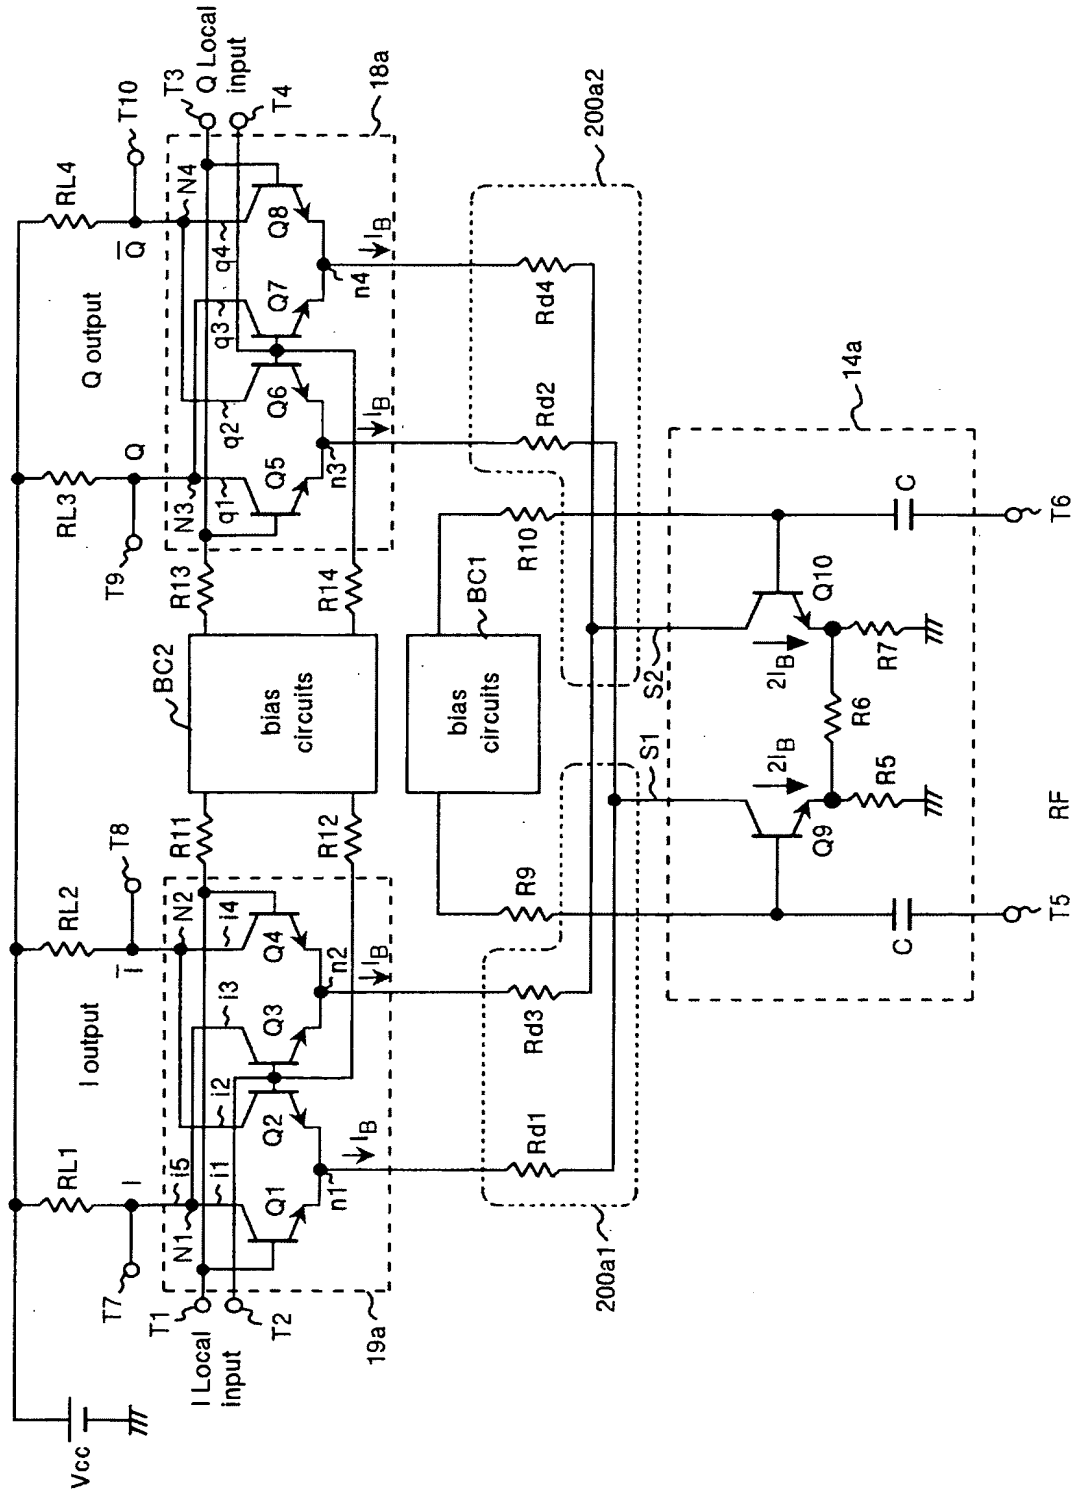 Vcc
RL1
RL2
RL3
RL4
I output
Q output
T7
I
Ī
T8
T9
Q
Q̅
T10
T1
I Local
input
T2
19a
N1
i5
i1
Q1
n1
IB
i2
Q2
i3
Q3
N2
i4
Q4
n2
IB
R11
R12
BC2
bias
circuits
R13
R14
N3
q1
Q5
n3
IB
q2
Q6
q3
Q7
N4
q4
Q8
n4
IB
T3
Q Local
input
T4
18a
200a1
Rd1
Rd3
R9
BC1
bias
circuits
R10
Rd2
Rd4
200a2
S1
S2
14a
Q9
2IB
2IB
Q10
R5
R6
R7
C
C
T5
RF
T6